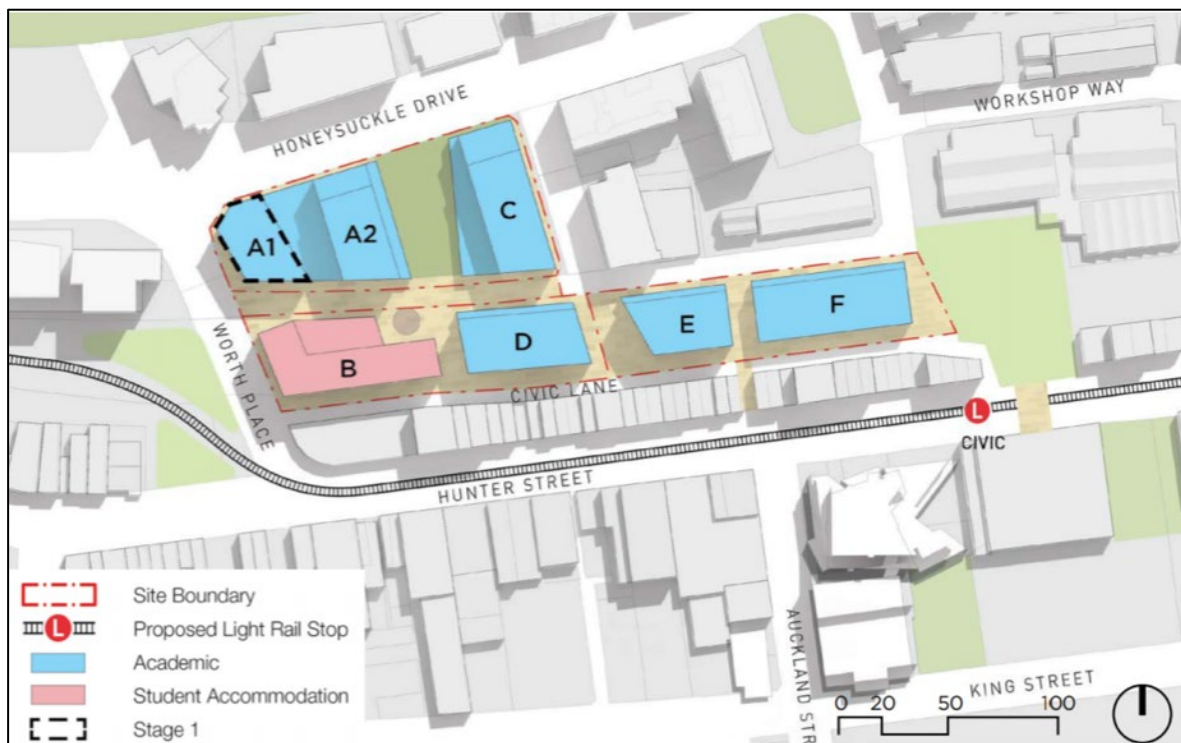 HONEYSUCKLE DRIVE
WORKSHOP WAY
A1
A2
C
B
D
E
F
WORTH PLACE
CIVIC LANE
L
CIVIC
HUNTER STREET
AUCKLAND STR
KING STREET
Site Boundary
L Proposed Light Rail Stop
Academic
Student Accommodation
Stage 1
0 20 50 100